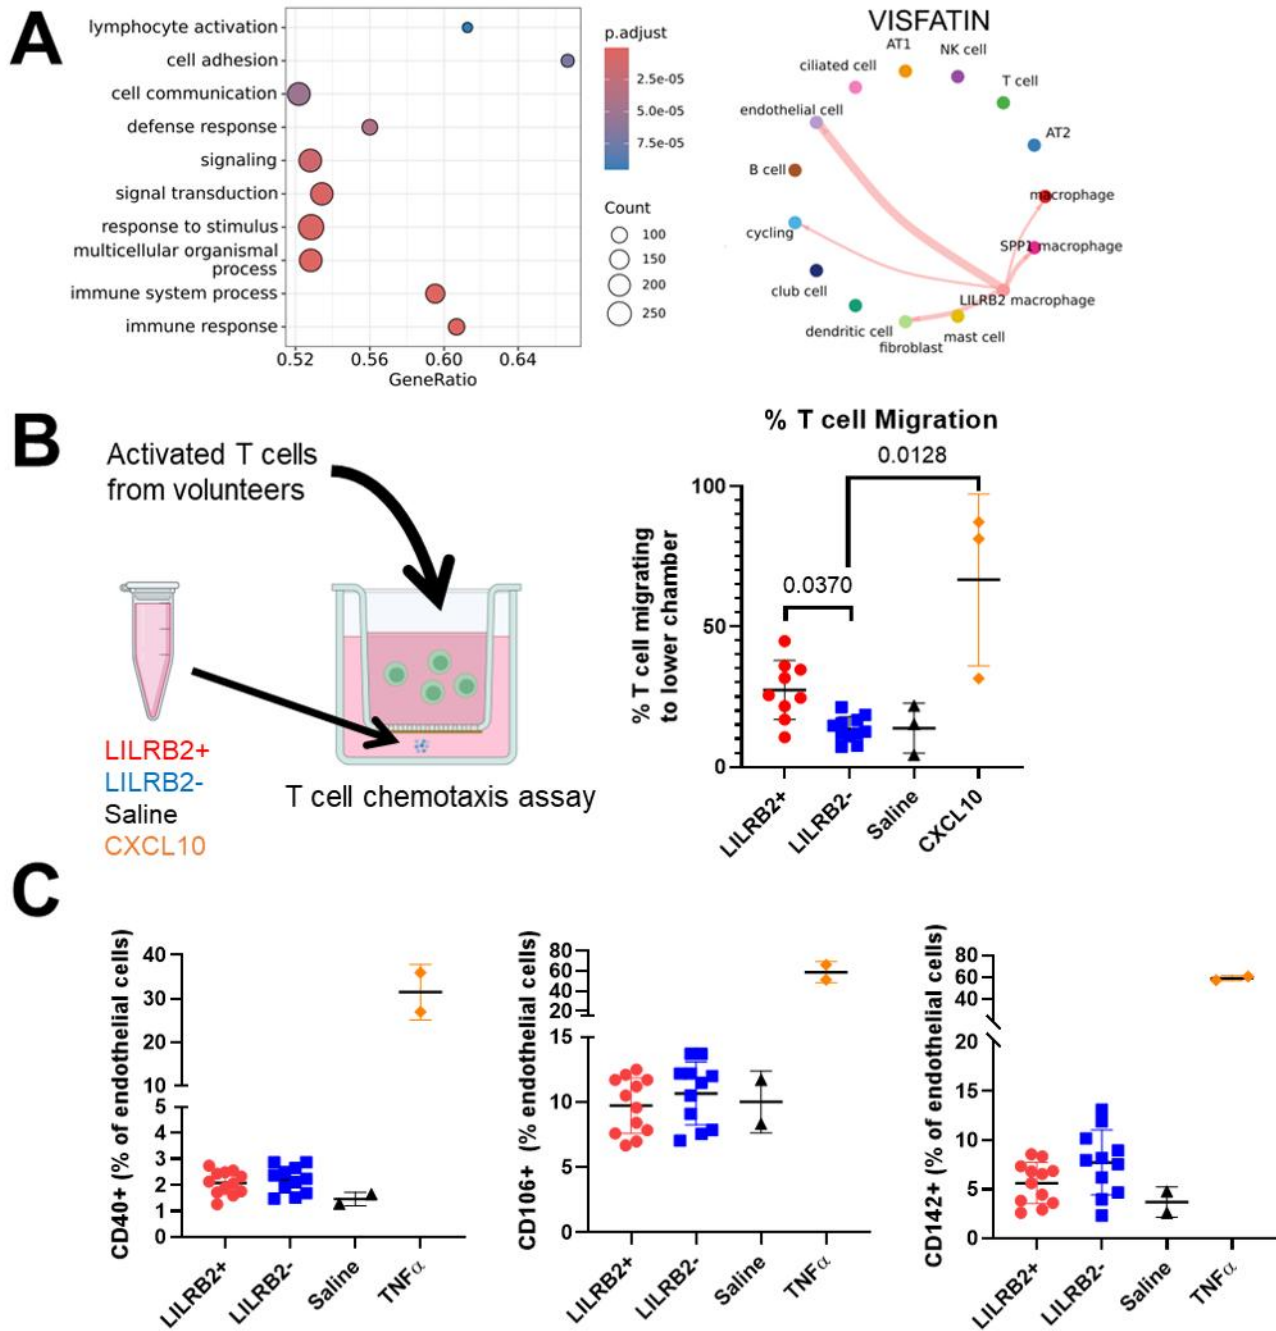 A
lymphocyte activation
cell adhesion
cell communication
defense response
signaling
signal transduction
response to stimulus
multicellular organismal
process
immune system process
immune response
0.52 0.56 0.60 0.64
GeneRatio
p.adjust
2.5e-05
5.0e-05
7.5e-05
Count
100
150
200
250
VISFATIN
AT1
NK cell
ciliated cell
T cell
endothelial cell
AT2
B cell
macrophage
cycling
SPP1 macrophage
club cell
LILRB2 macrophage
dendritic cell
mast cell
fibroblast
B
Activated T cells
from volunteers
LILRB2+
LILRB2-
Saline
CXCL10
T cell chemotaxis assay
% T cell Migration
0.0128
0.0370
% T cell migrating
to lower chamber
100
50
0
LILRB2+
LILRB2-
Saline
CXCL10
C
CD40+ (% of endothelial cells)
40
30
20
10
5
4
3
2
1
0
LILRB2+
LILRB2-
Saline
TNFα
CD106+ (% endothelial cells)
80
60
40
20
15
10
5
0
LILRB2+
LILRB2-
Saline
TNFα
CD142+ (% of endothelial cells)
80
60
40
20
15
10
5
0
LILRB2+
LILRB2-
Saline
TNFα